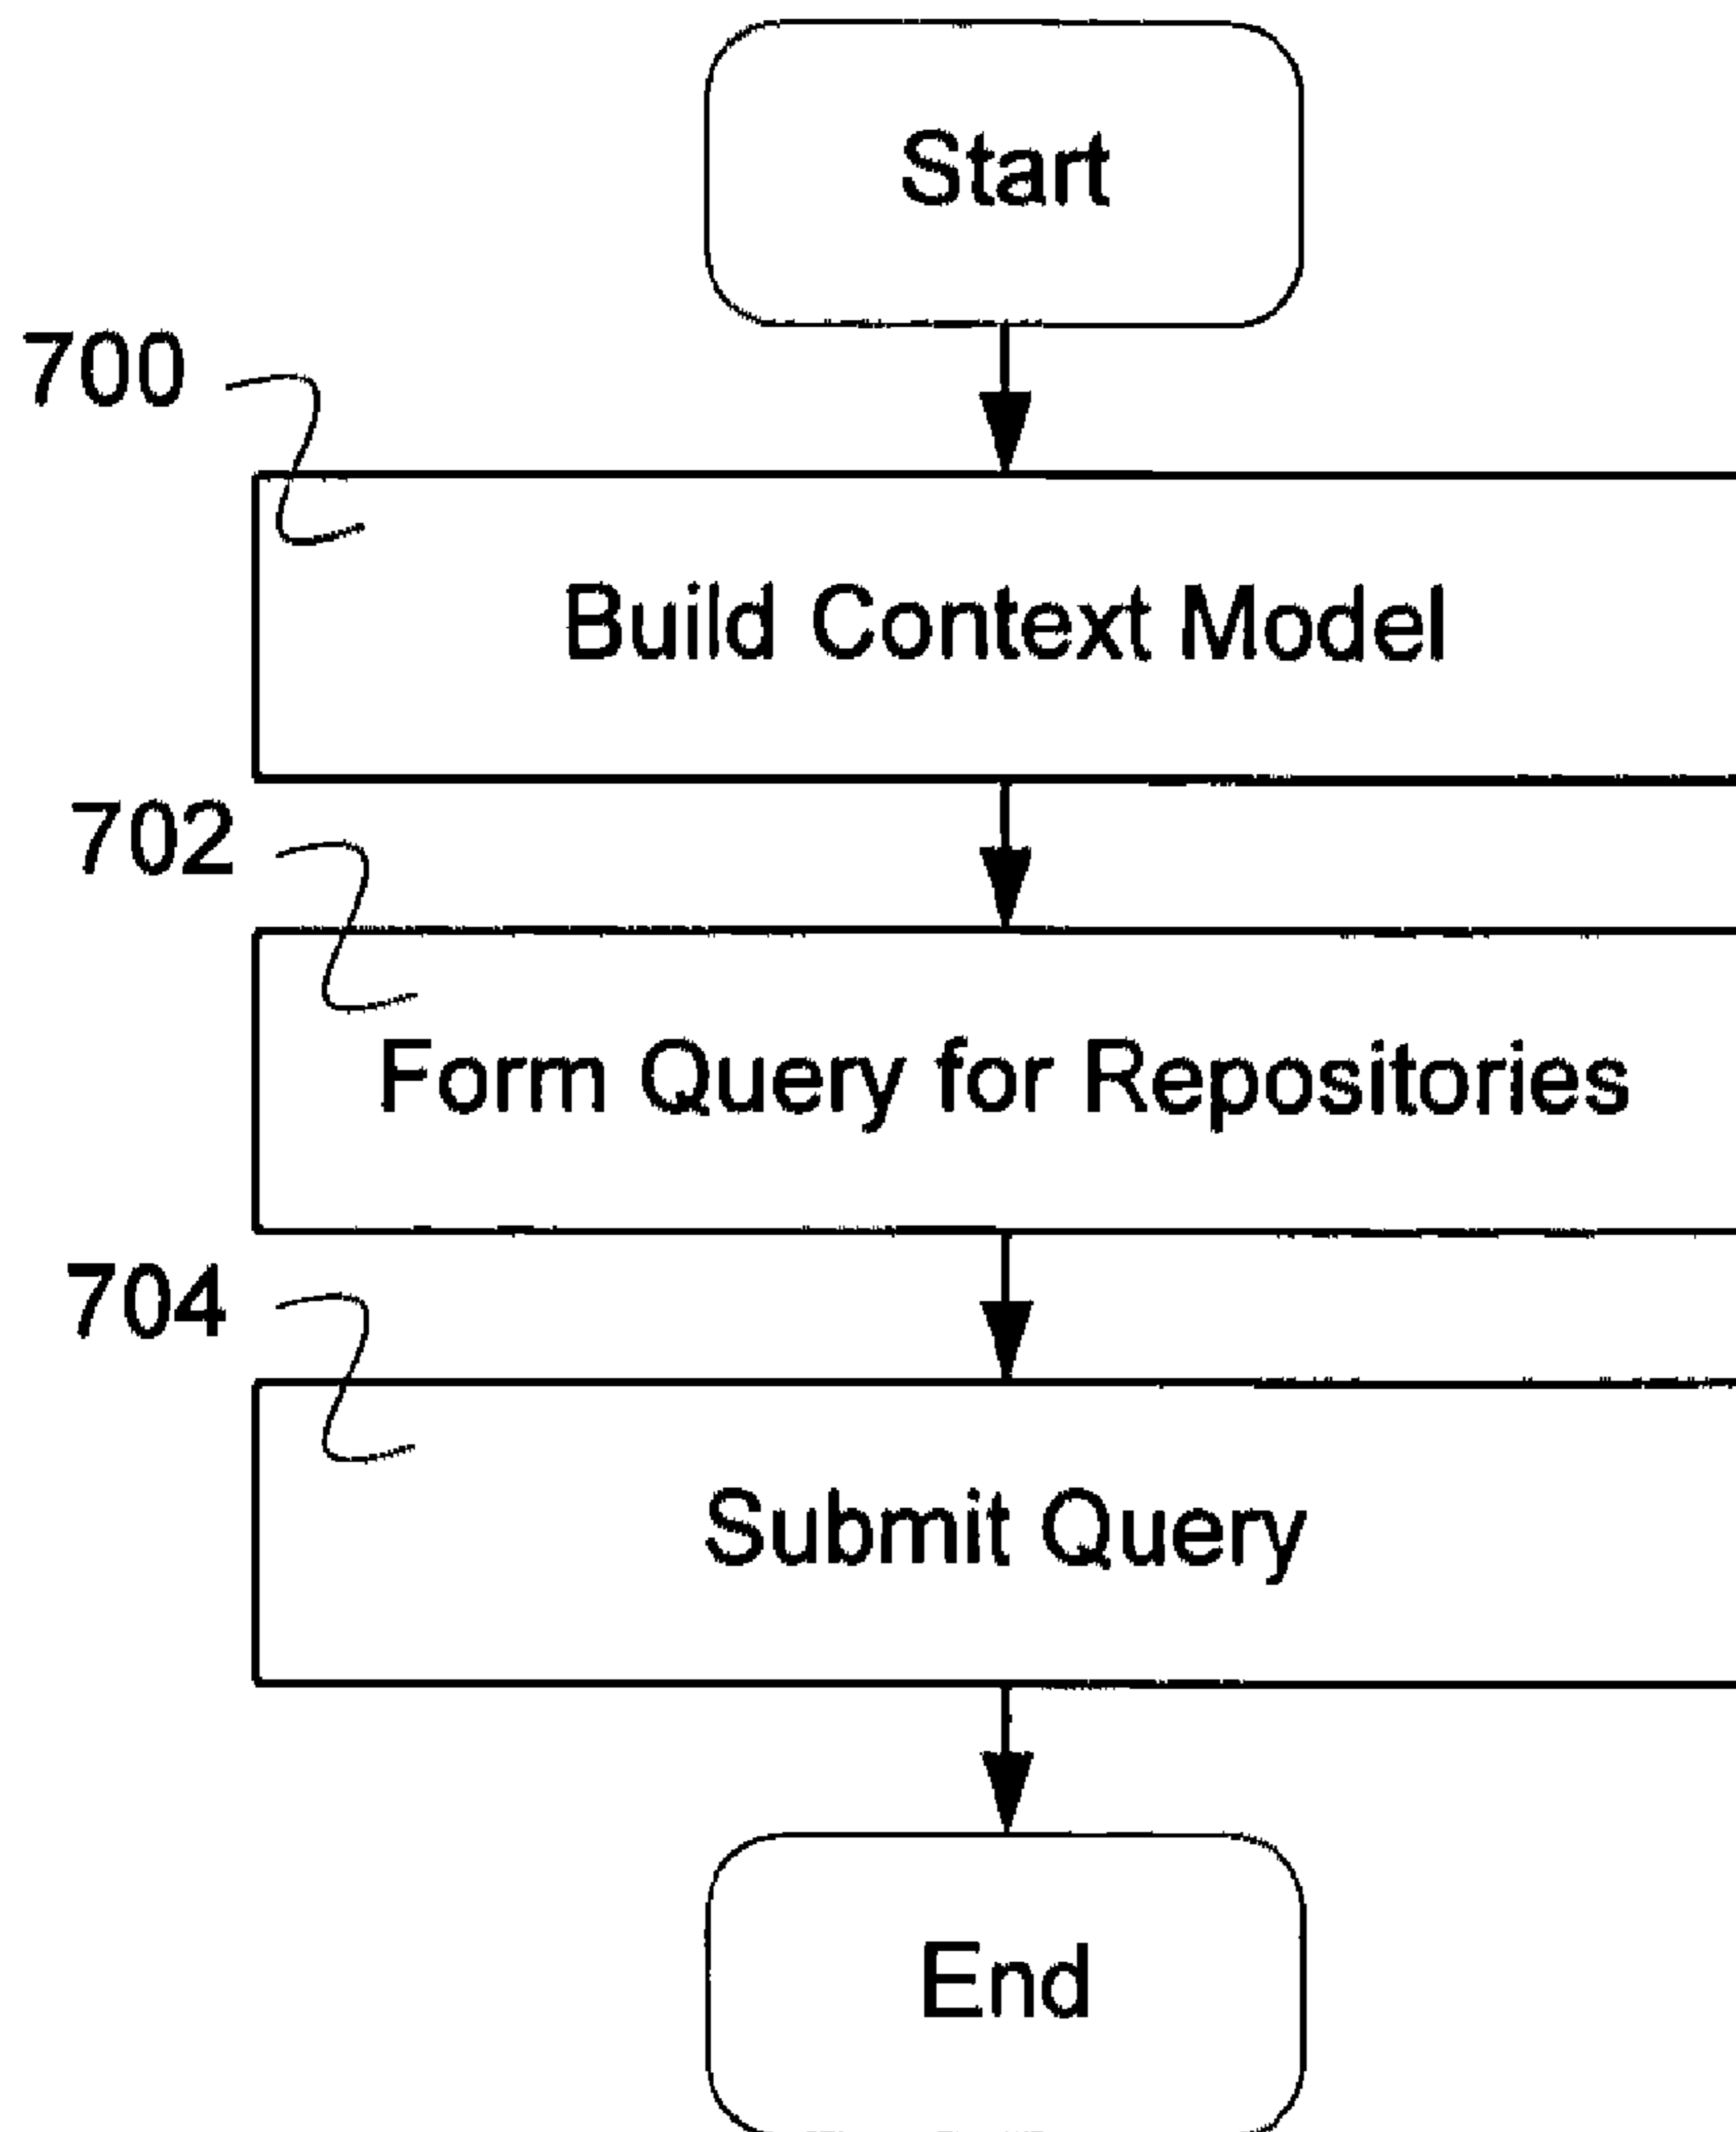 Start
700
Build Context Model
702
Form Query for Repositories
704
Submit Query
End